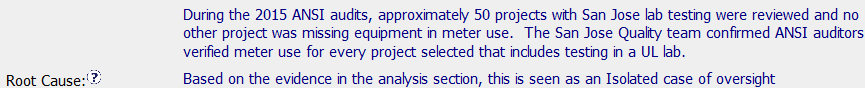 During the 2015 ANSI audits, approximately 50 projects with San Jose lab testing were reviewed and no
other project was missing equipment in meter use. The San Jose Quality team confirmed ANSI auditors
verified meter use for every project selected that includes testing in a UL lab.
Root Cause:? Based on the evidence in the analysis section, this is seen as an Isolated case of oversight